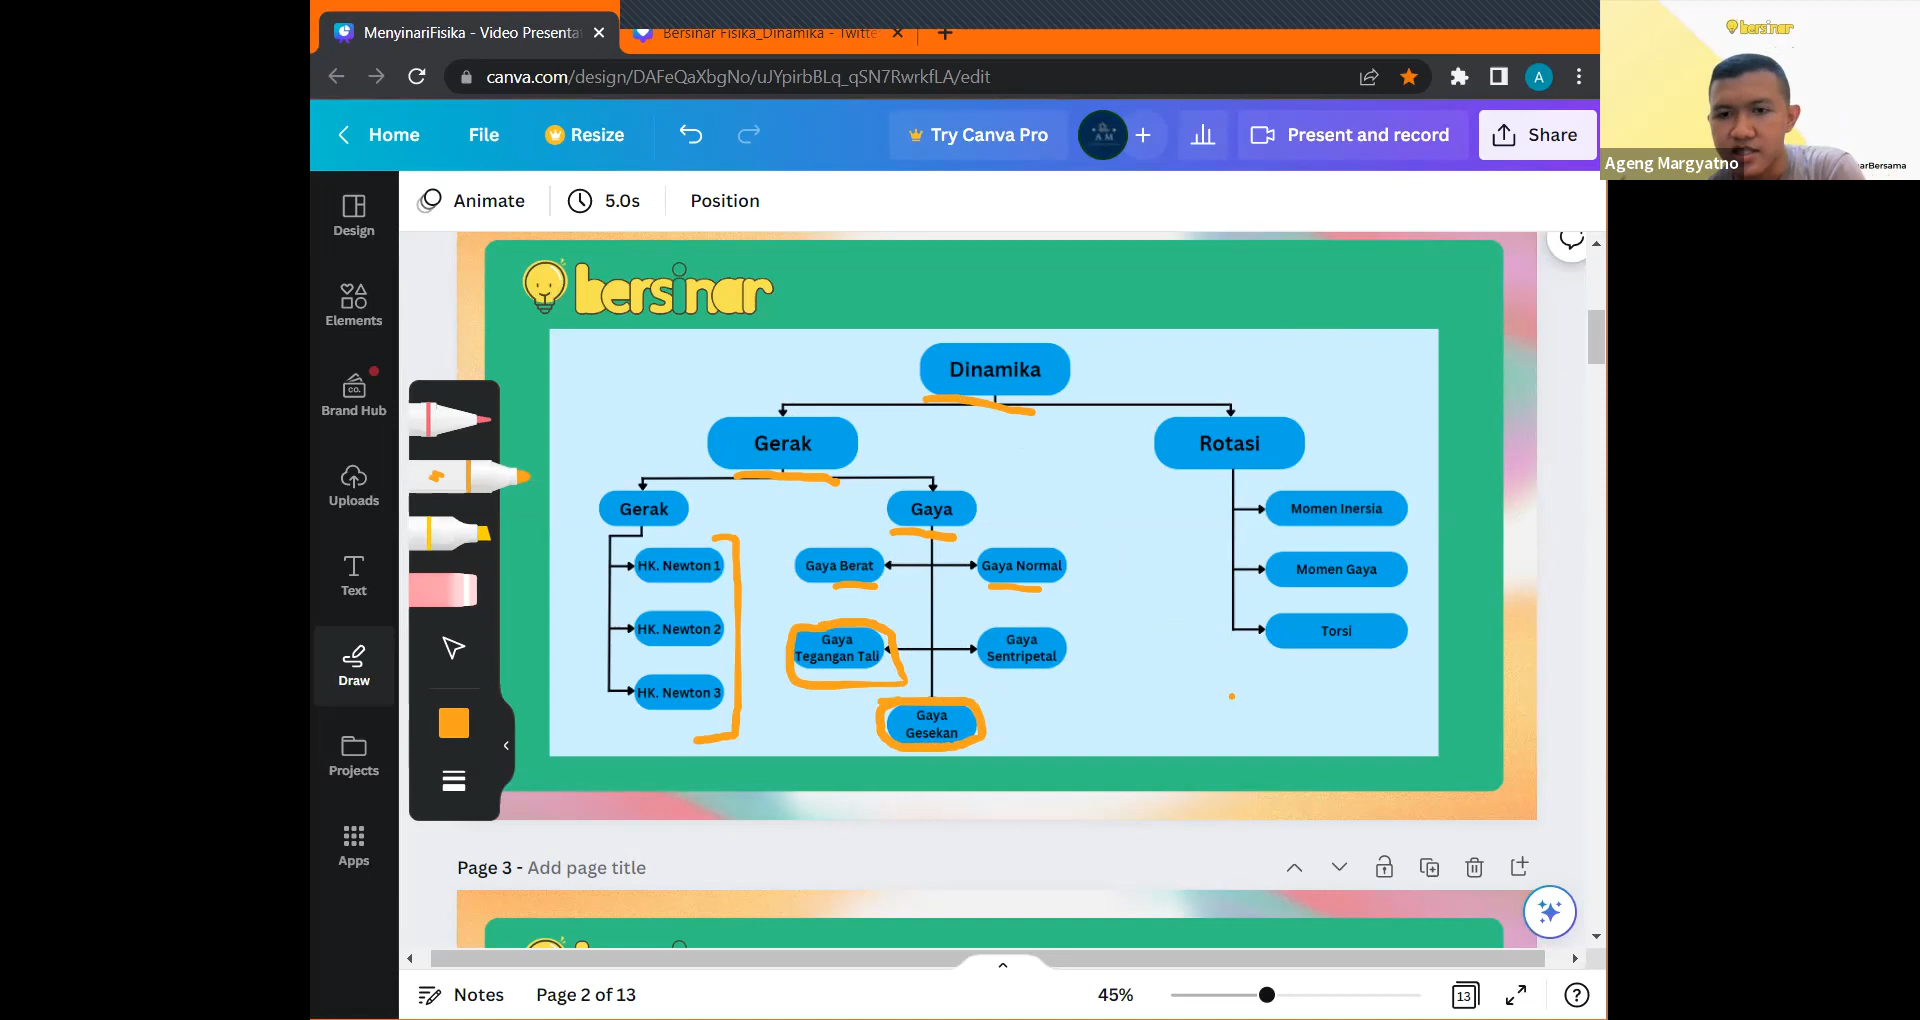 MenyinariFisika - Video Presenta
Bersinar Fisika_Dinamika - Twitte
canva.com/design/DAFeQaXbgNo/uJYpirbBLq_qSN7RwrkfLA/edit
A
Home
File
Resize
Try Canva Pro
Present and record
Share
bersinar
Ageng Margyatno
arBersama
Animate
5.0s
Position
Design
Elements
Brand Hub
Uploads
Text
Draw
Projects
Apps
bersinar
Dinamika
Gerak
Rotasi
Gerak
Gaya
Momen Inersia
HK. Newton 1
Gaya Berat
Gaya Normal
Momen Gaya
HK. Newton 2
Gaya
Tegangan Tali
Gaya
Sentripetal
Torsi
HK. Newton 3
Gaya
Gesekan
Page 3 - Add page title
Notes
Page 2 of 13
45%
13